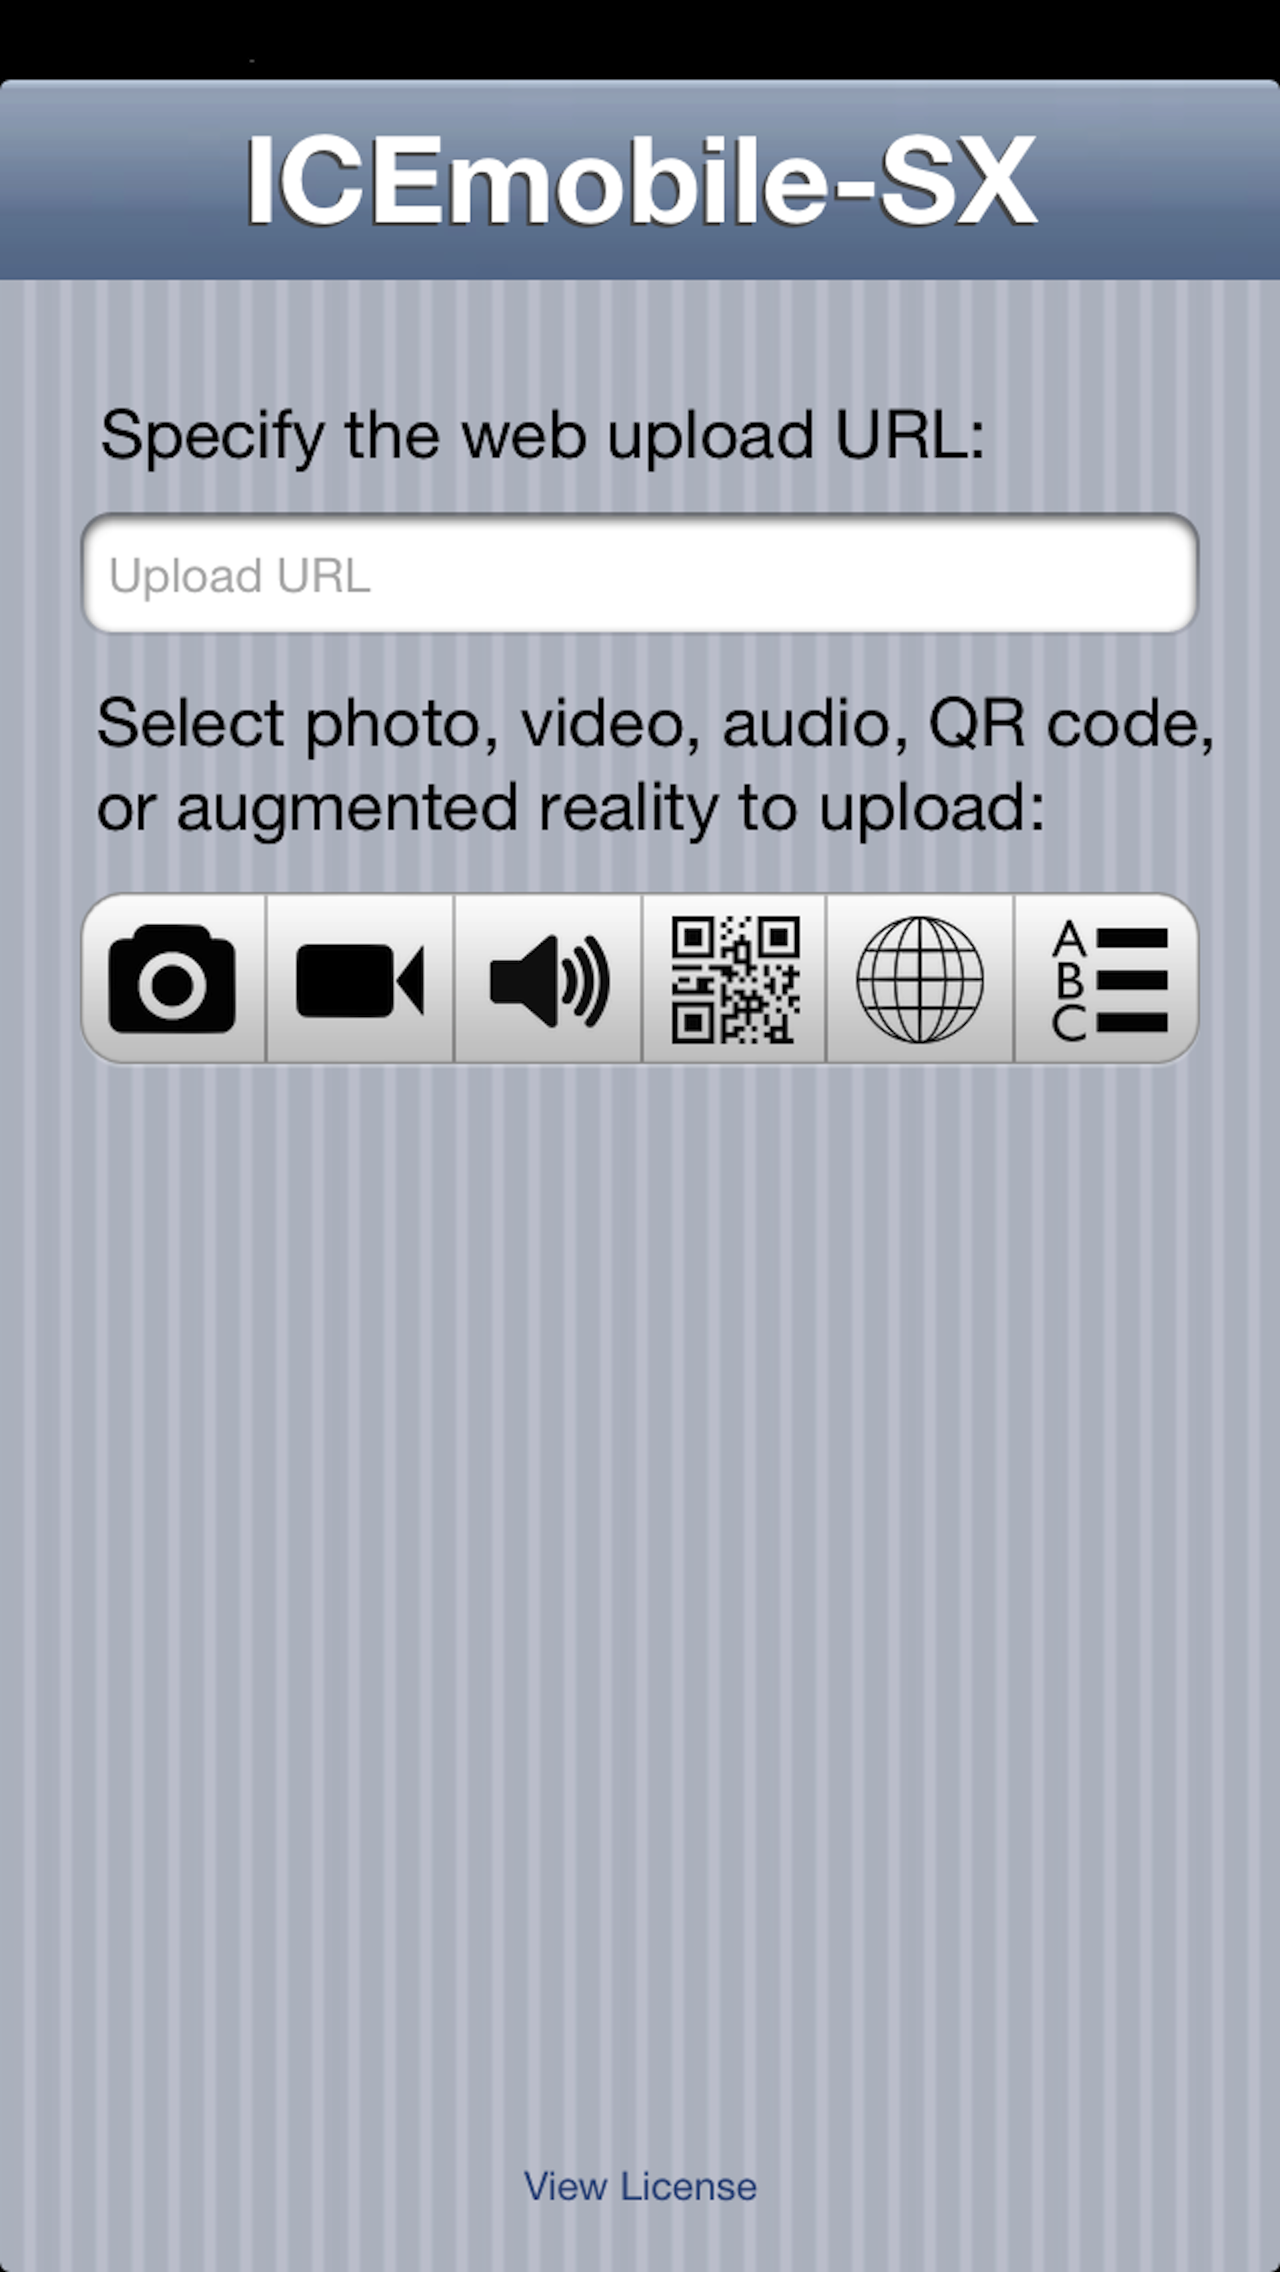 ICEmobile-SX
Specify the web upload URL:
Upload URL
Select photo, video, audio, QR code,
or augmented reality to upload:
A
B
C
View License